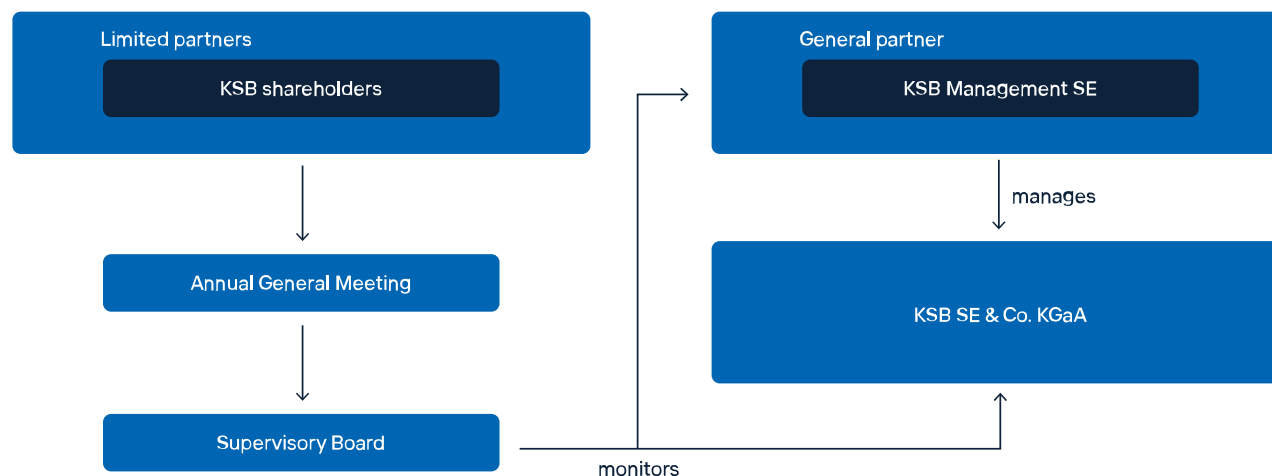 Limited partners
KSB shareholders
General partner
KSB Management SE
manages
Annual General Meeting
KSB SE & Co. KGaA
Supervisory Board
monitors